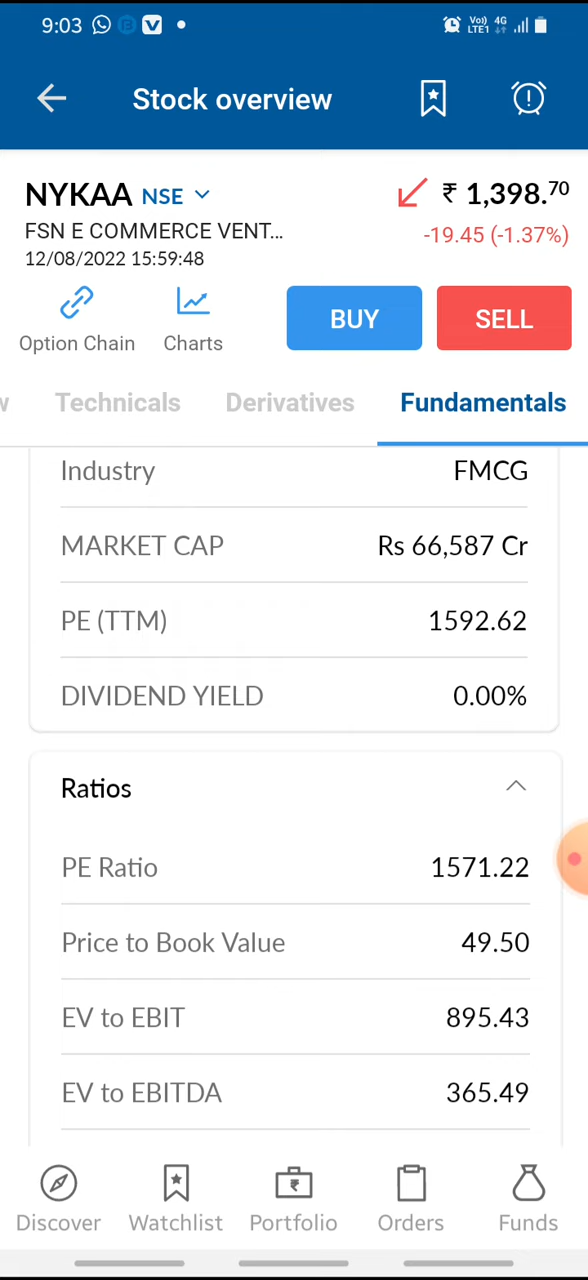 9:03 Vo) LTE1 4G
Stock overview
NYKAA NSE ₹ 1,398.70
FSN E COMMERCE VENT... -19.45 (-1.37%)
12/08/2022 15:59:48
Option Chain Charts BUY SELL
w Technicals Derivatives Fundamentals
Industry FMCG
MARKET CAP Rs 66,587 Cr
PE (TTM) 1592.62
DIVIDEND YIELD 0.00%
Ratios
PE Ratio 1571.22
Price to Book Value 49.50
EV to EBIT 895.43
EV to EBITDA 365.49
Discover Watchlist Portfolio Orders Funds